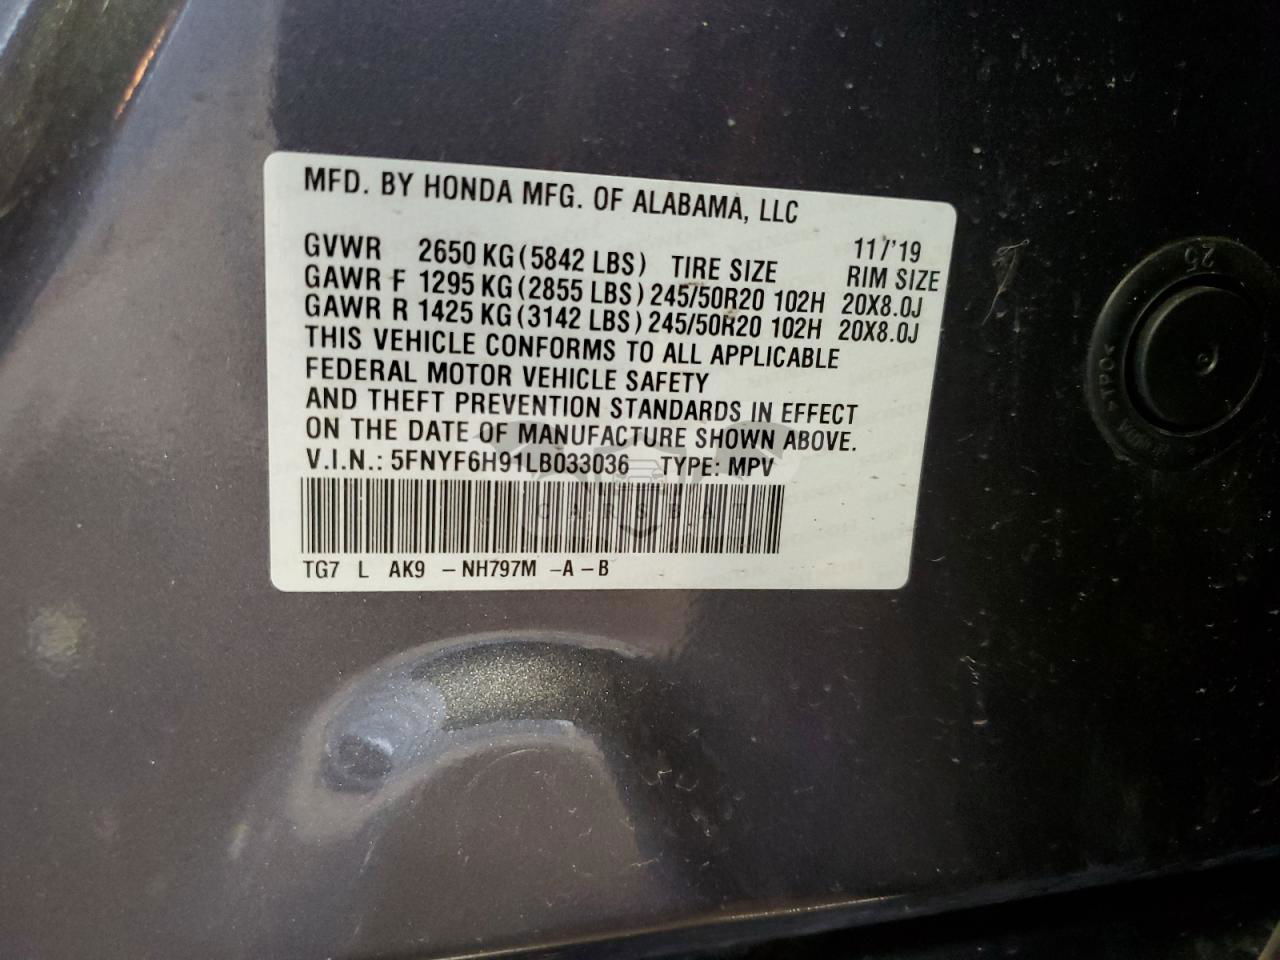 MFD. BY HONDA MFG. OF ALABAMA, LLC
11/'19
GVWR 2650 KG (5842 LBS) TIRE SIZE RIM SIZE
GAWR F 1295 KG (2855 LBS) 245/50R20 102H 20X8.0J
GAWR R 1425 KG (3142 LBS) 245/50R20 102H 20X8.0J
THIS VEHICLE CONFORMS TO ALL APPLICABLE
FEDERAL MOTOR VEHICLE SAFETY
AND THEFT PREVENTION STANDARDS IN EFFECT
ON THE DATE OF MANUFACTURE SHOWN ABOVE.
V.I.N.: 5FNYF6H91LB033036 TYPE: MPV
CARSBAT
TG7 L AK9 -NH797M -A -B
25
>TPO<